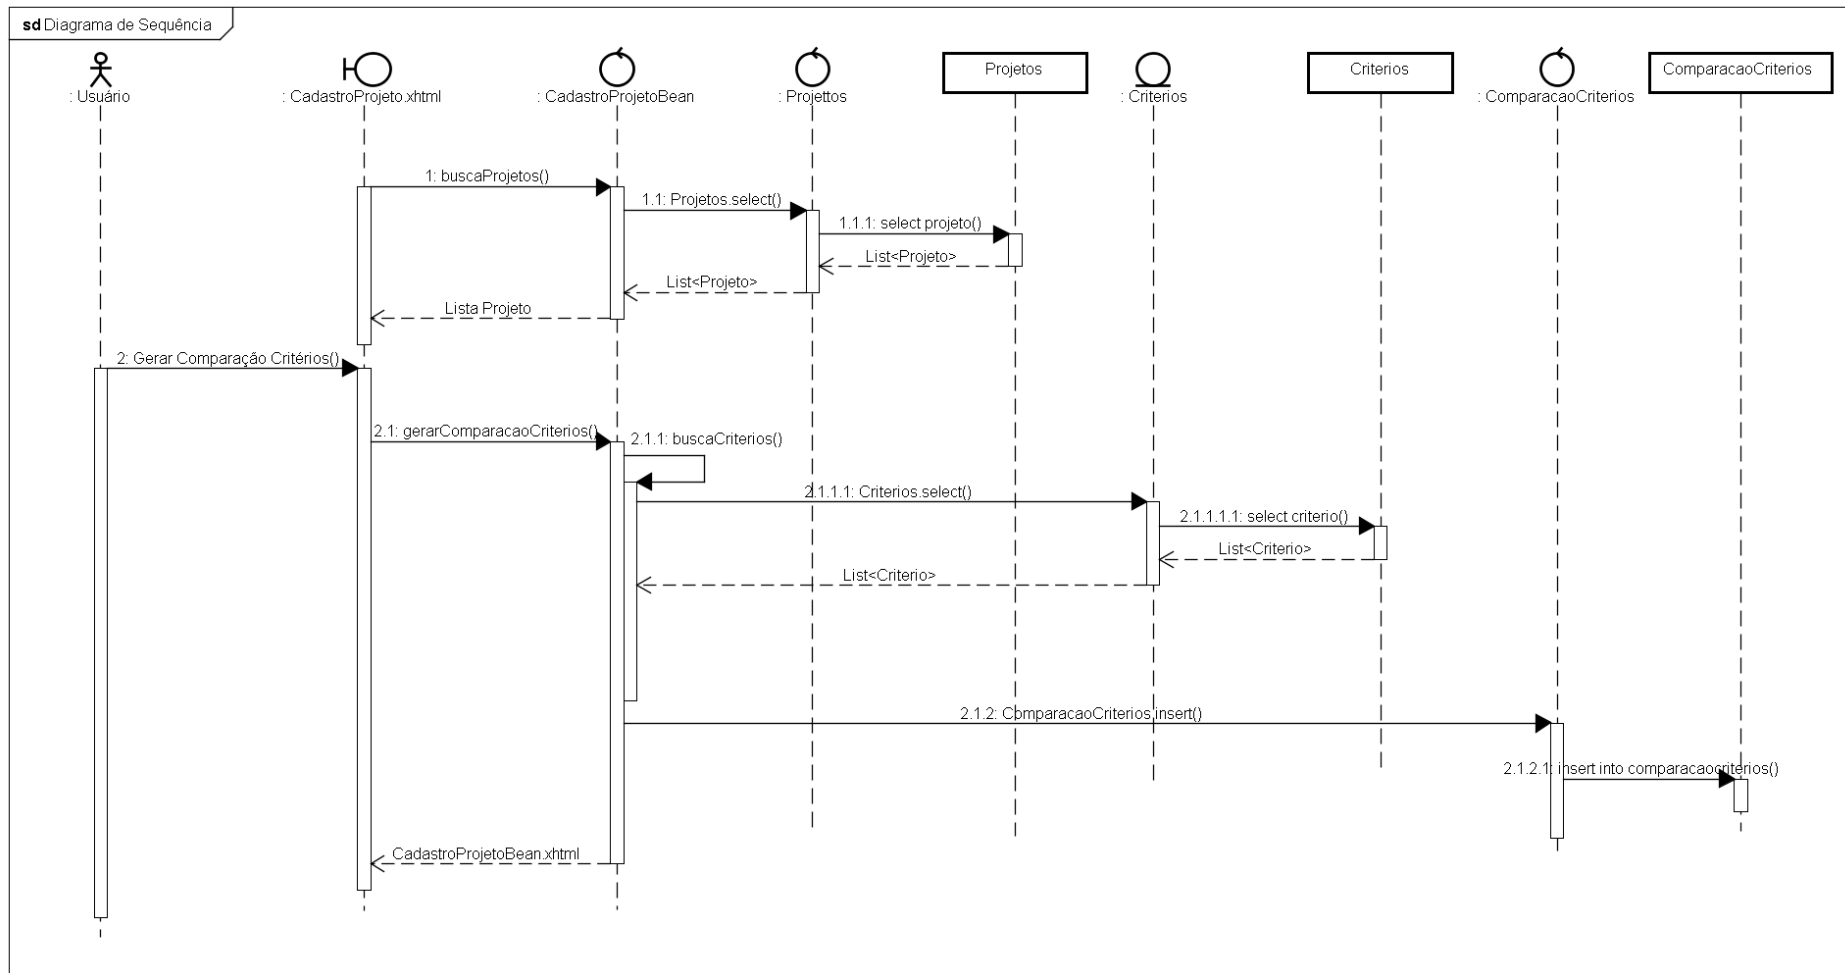 sd Diagrama de Sequência
: Usuário
: CadastroProjeto.xhtml
: CadastroProjetoBean
: Projettos
Projetos
: Criterios
Criterios
: ComparacaoCriterios
ComparacaoCriterios
1: buscaProjetos()
1.1: Projetos.select()
1.1.1: select projeto()
List<Projeto>
List<Projeto>
Lista Projeto
2: Gerar Comparação Critérios()
2.1: gerarComparacaoCriterios()
2.1.1: buscaCriterios()
2.1.1.1: Criterios.select()
2.1.1.1.1: select criterio()
List<Criterio>
List<Criterio>
2.1.2: ComparacaoCriterios.insert()
2.1.2.1: insert into comparacaocriterios()
CadastroProjetoBean.xhtml